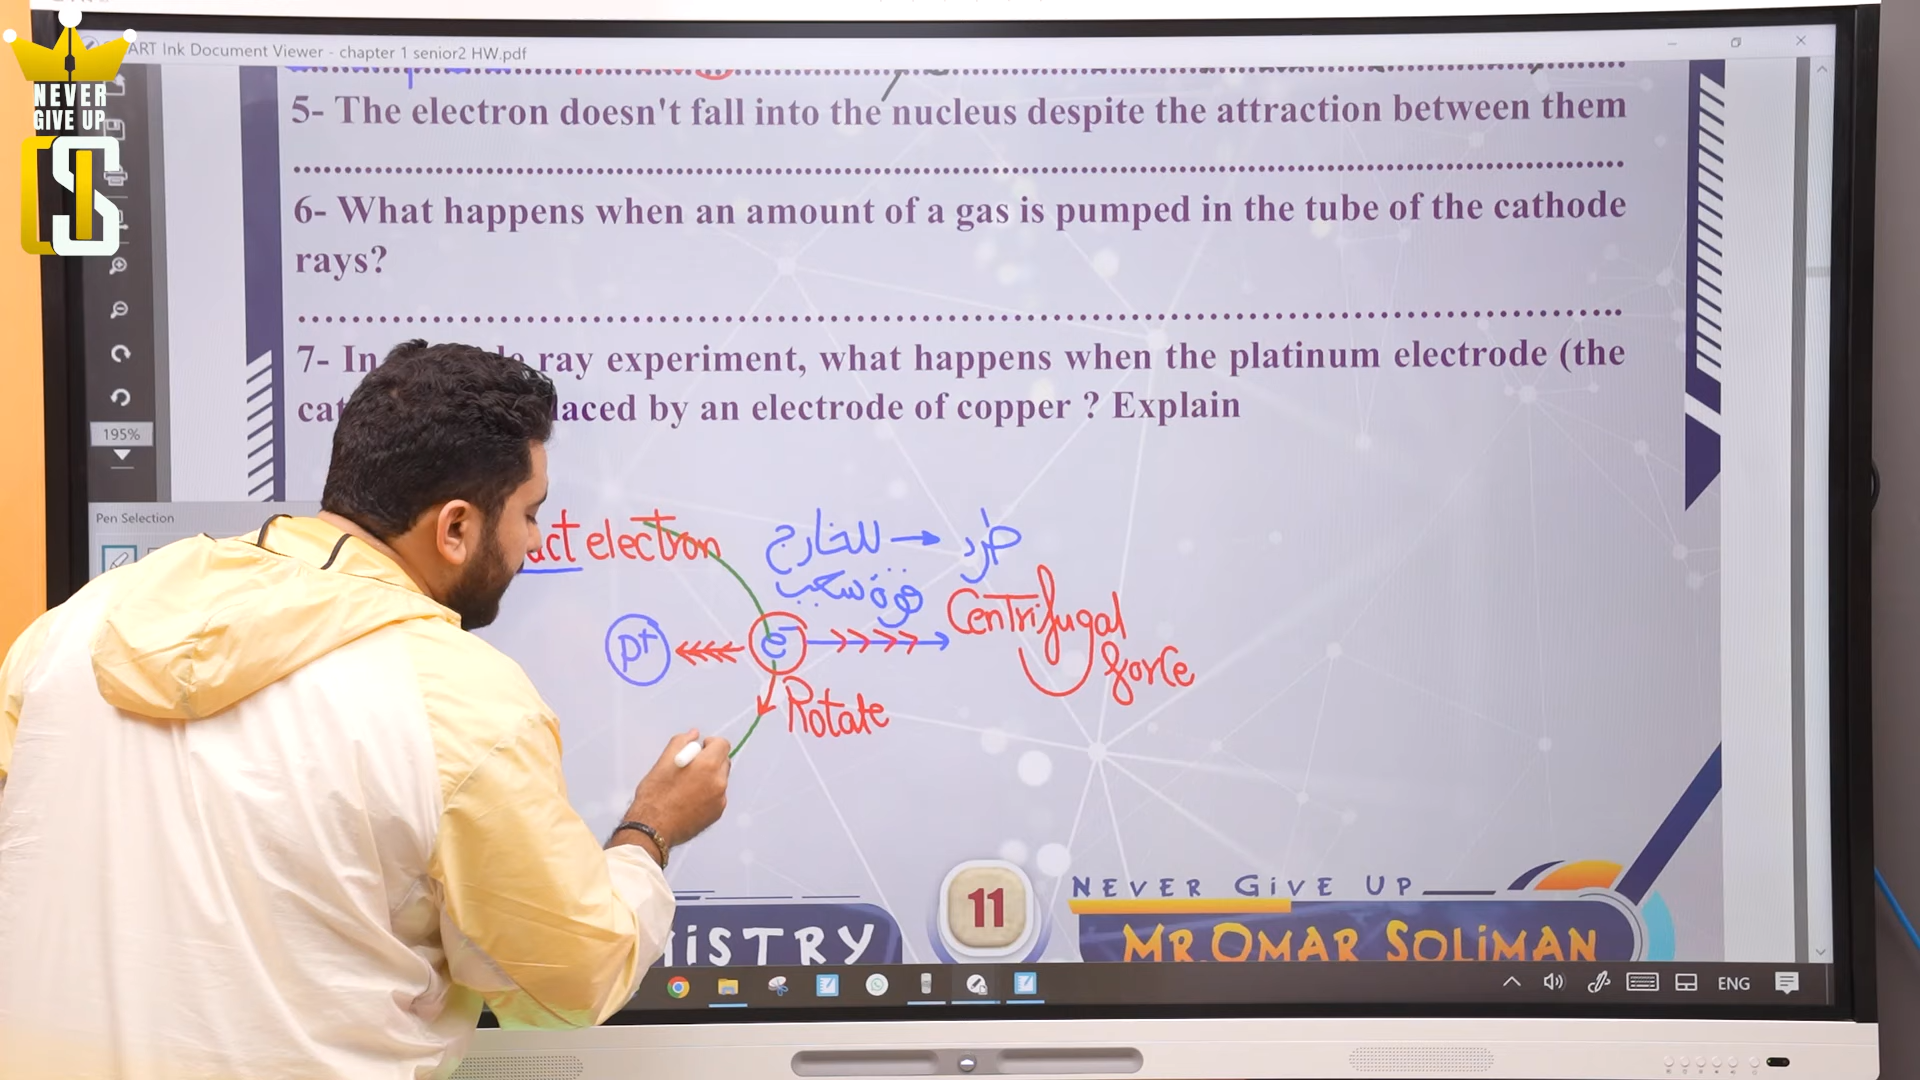 NEVER
GIVE UP
ART Ink Document Viewer - chapter 1 senior2 HW.pdf
5- The electron doesn't fall into the nucleus despite the attraction between them
6- What happens when an amount of a gas is pumped in the tube of the cathode
rays?
7- In ray experiment, what happens when the platinum electrode (the
by an electrode of copper ? Explain
195%
Pen Selection
act electron
للخارج → طرد
قوة سحب
Centrifugal
force
p+
e-
Rotate
11
NEVER GIVE UP
MISTRY
MR.OMAR SOLIMAN
ENG